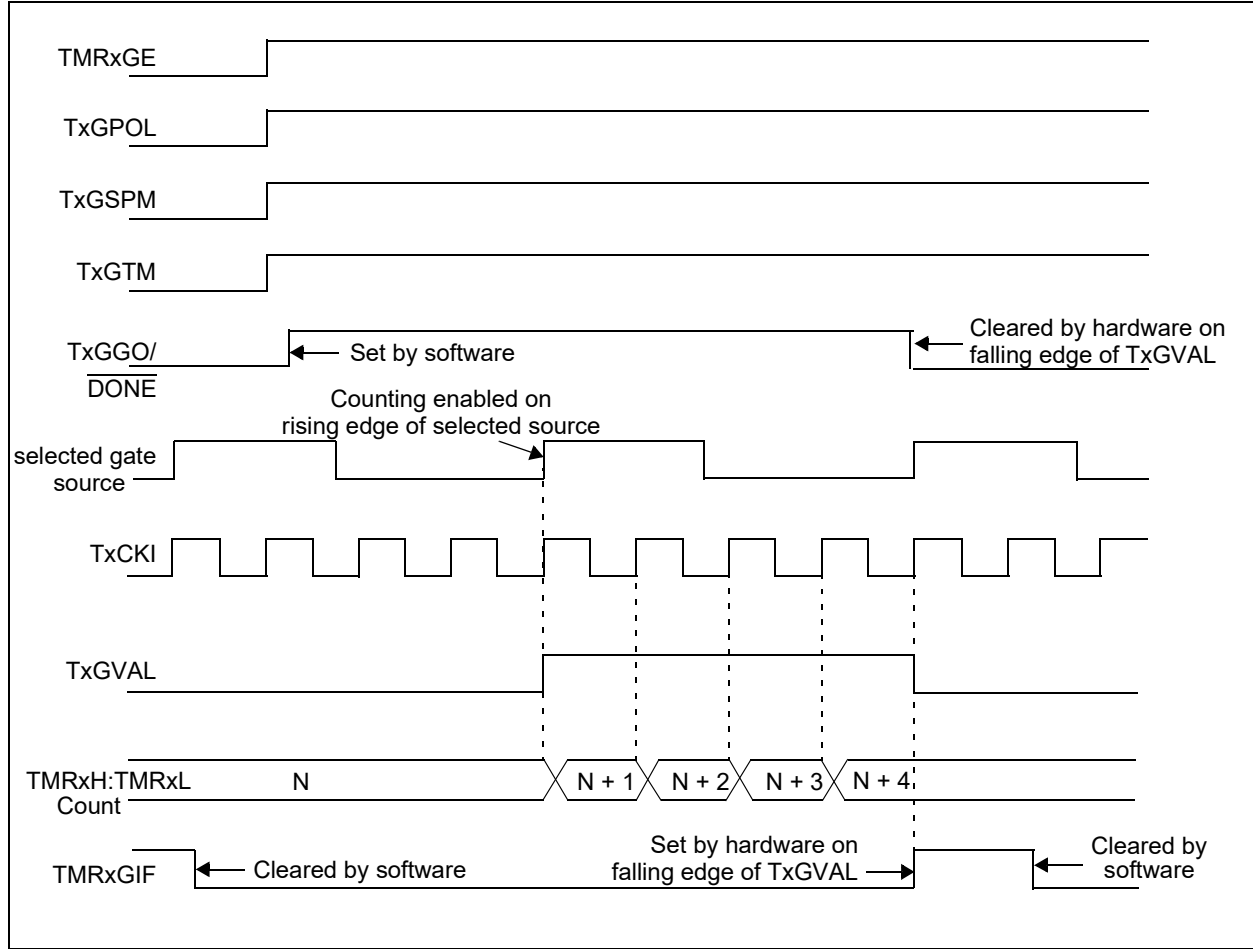 TMRxGE
TxGPOL
TxGSPM
TxGTM
TxGGO/
DONE
Set by software
Cleared by hardware on
falling edge of TxGVAL
Counting enabled on
rising edge of selected source
selected gate
source
TxCKI
TxGVAL
TMRxH:TMRxL
Count
N
N + 1
N + 2
N + 3
N + 4
TMRxGIF
Cleared by software
Set by hardware on
falling edge of TxGVAL
Cleared by
software